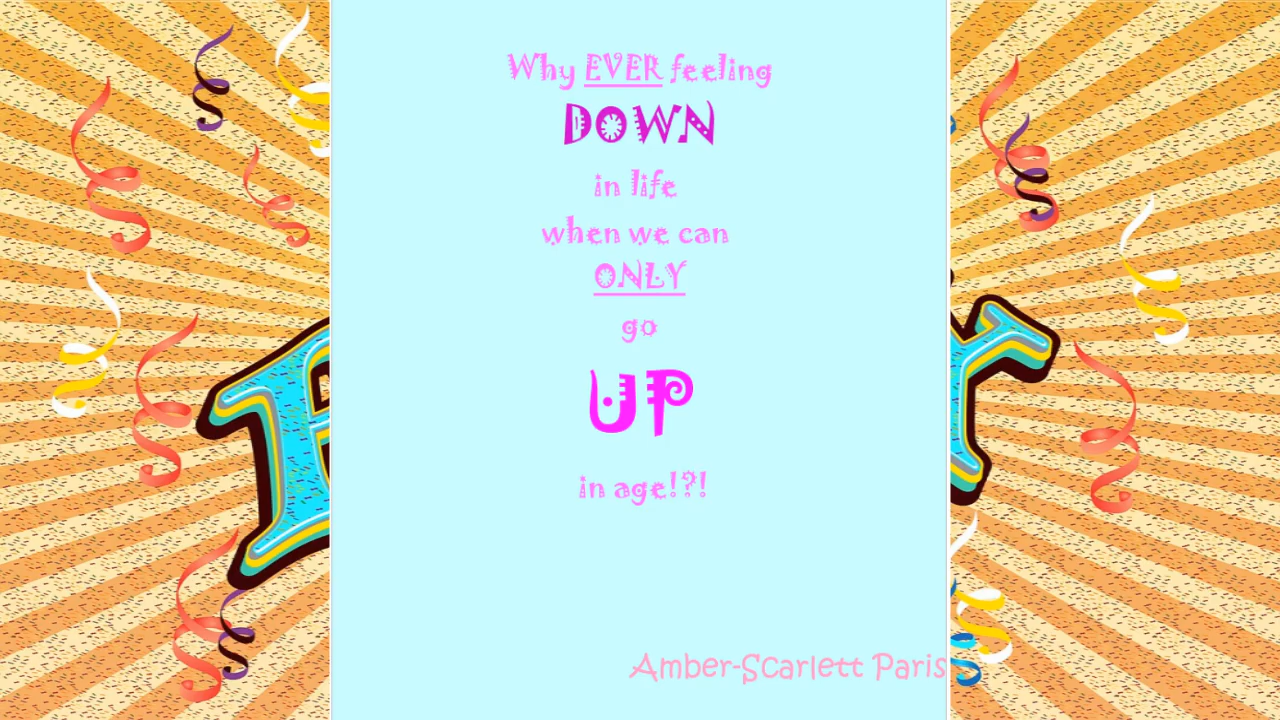 Why EVER feeling
DOWN
in life
when we can
ONLY
go
UP
in age!?!
Amber-Scarlett Paris